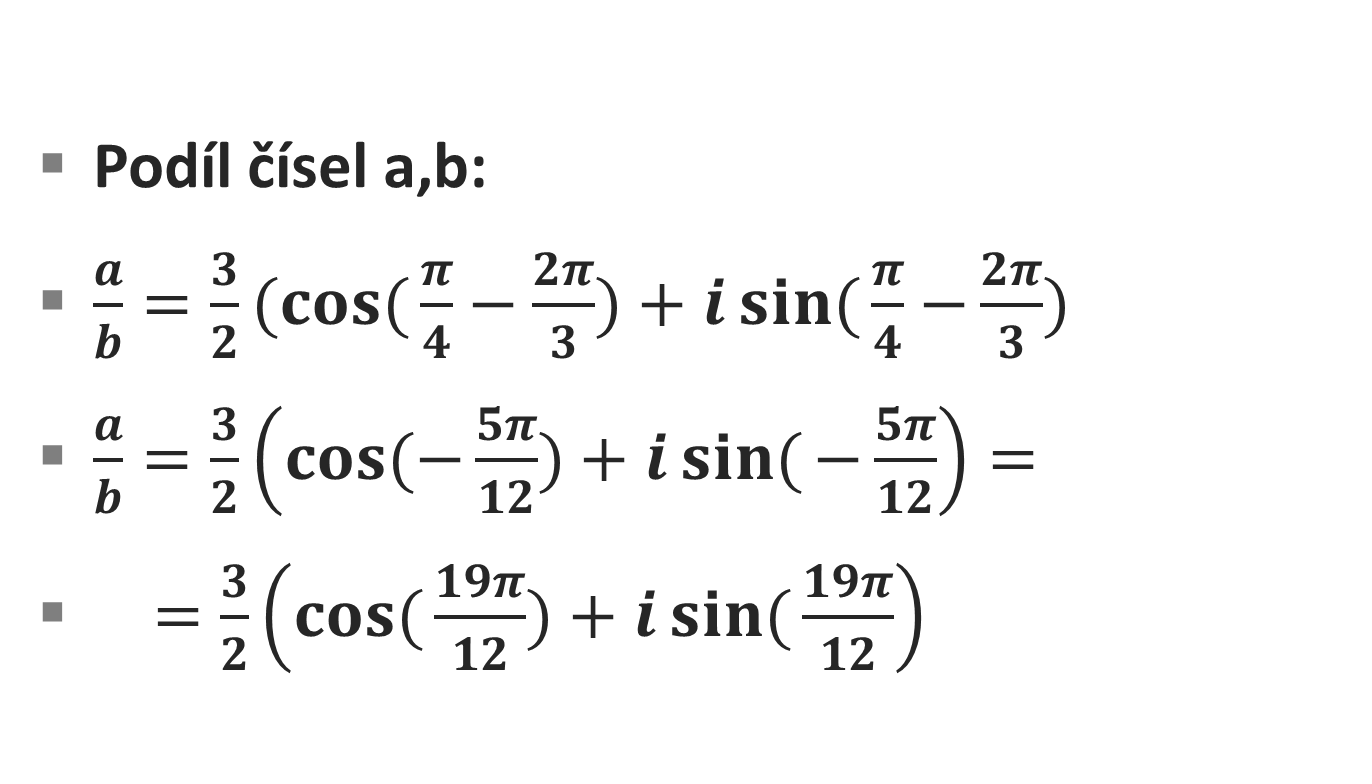 ▪ Podíl čísel a,b:
▪ a/b = 3/2 (cos(π/4 − 2π/3) + i sin(π/4 − 2π/3)
▪ a/b = 3/2 (cos(−5π/12) + i sin( −5π/12) =
▪ = 3/2 (cos(19π/12) + i sin(19π/12)